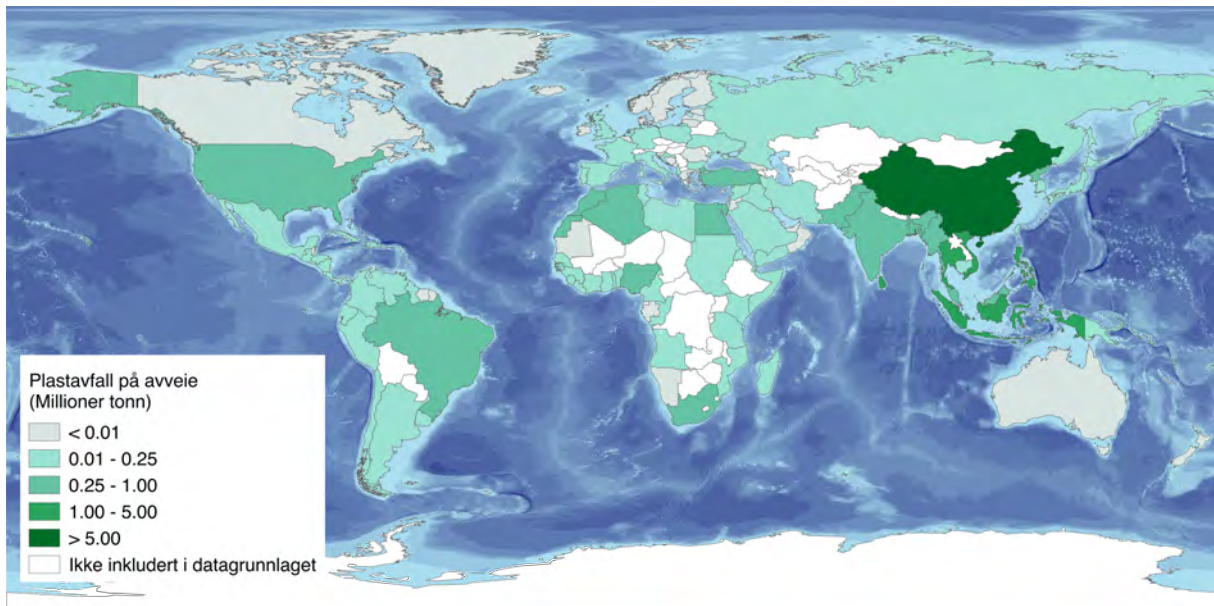 Plastavfall på avveie
(Millioner tonn)
< 0.01
0.01 - 0.25
0.25 - 1.00
1.00 - 5.00
> 5.00
Ikke inkludert i datagrunnlaget